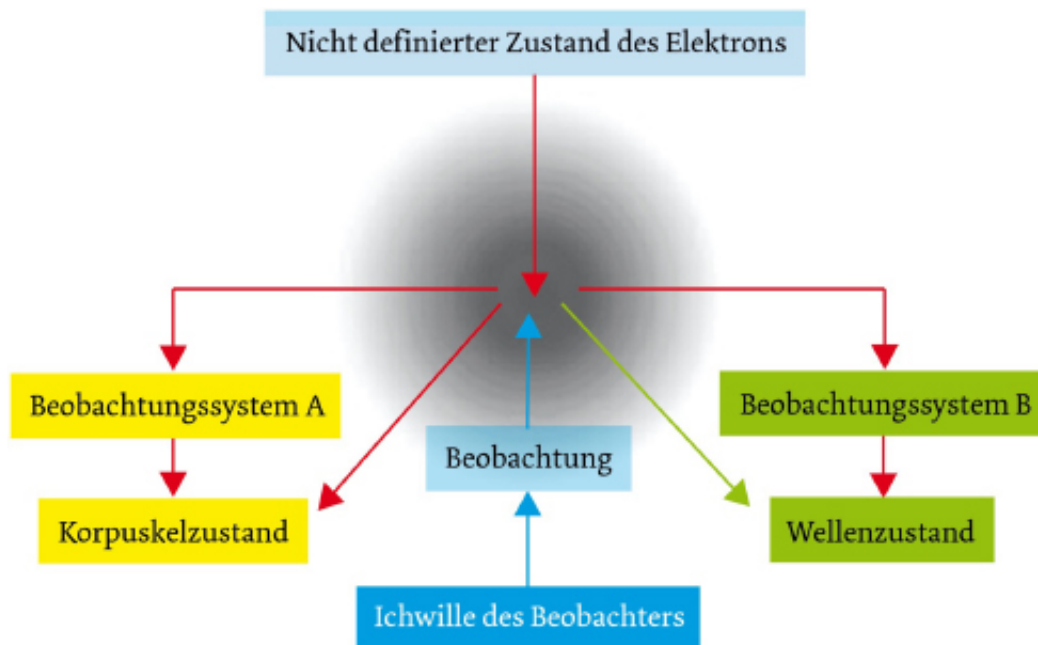 Nicht definierter Zustand des Elektrons
Beobachtungssystem A
Beobachtungssystem B
Beobachtung
Korpuskelzustand
Wellenzustand
Ichwille des Beobachters